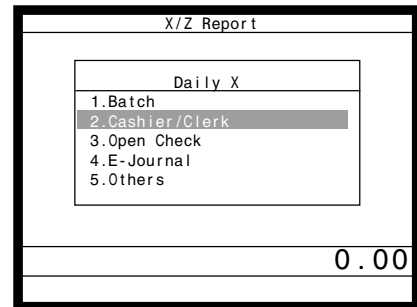 X/Z Report
Daily X
1.Batch
2.Cashier/Clerk
3.Open Check
4.E-Journal
5.Others
0.00